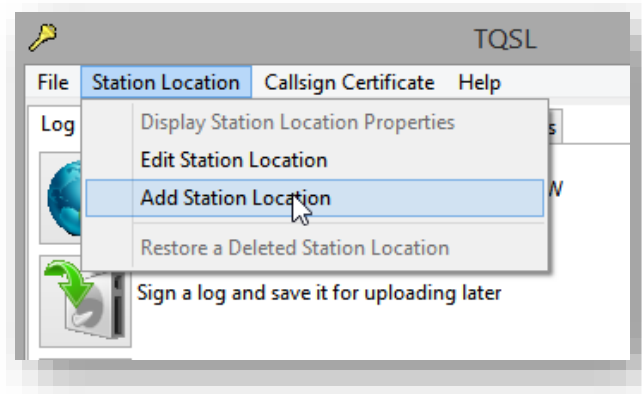 TQSL
File Station Location Callsign Certificate Help
Log
Display Station Location Properties
Edit Station Location
Add Station Location
Restore a Deleted Station Location
Sign a log and save it for uploading later